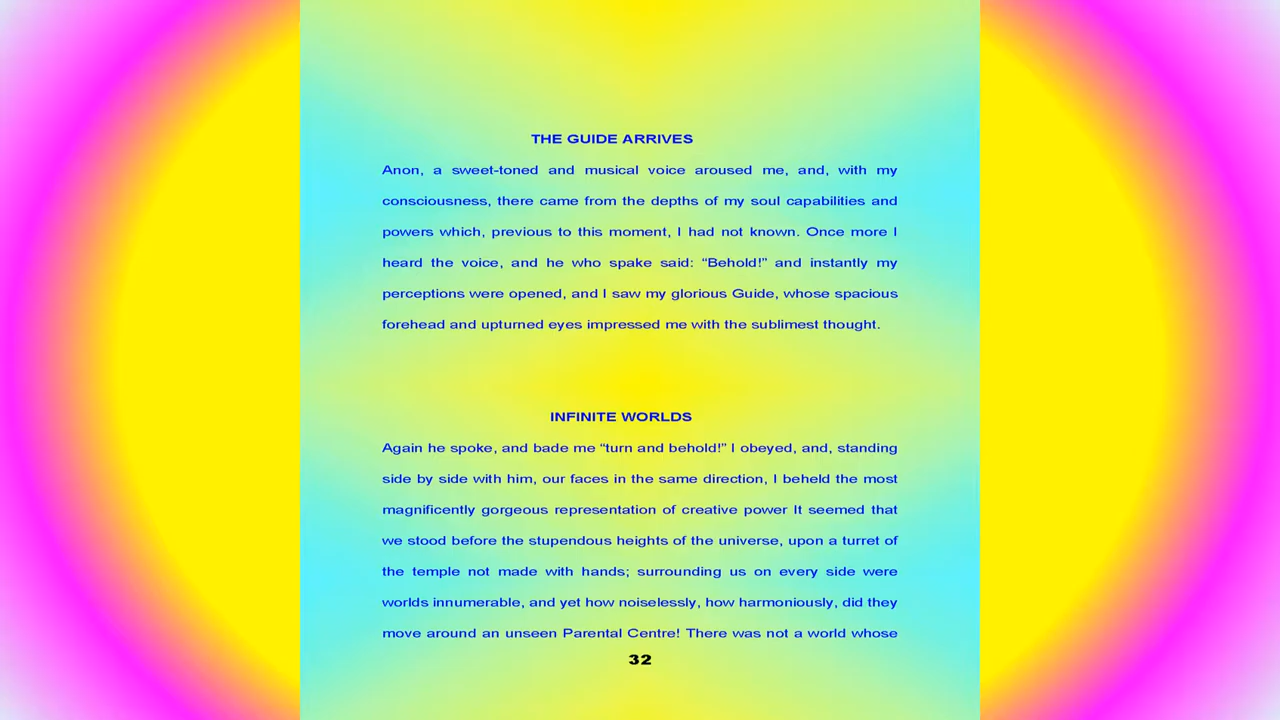 THE GUIDE ARRIVES
Anon, a sweet-toned and musical voice aroused me, and, with my
consciousness, there came from the depths of my soul capabilities and
powers which, previous to this moment, I had not known. Once more I
heard the voice, and he who spake said: “Behold!” and instantly my
perceptions were opened, and I saw my glorious Guide, whose spacious
forehead and upturned eyes impressed me with the sublimest thought.
INFINITE WORLDS
Again he spoke, and bade me “turn and behold!” I obeyed, and, standing
side by side with him, our faces in the same direction, I beheld the most
magnificently gorgeous representation of creative power It seemed that
we stood before the stupendous heights of the universe, upon a turret of
the temple not made with hands; surrounding us on every side were
worlds innumerable, and yet how noiselessly, how harmoniously, did they
move around an unseen Parental Centre! There was not a world whose
32